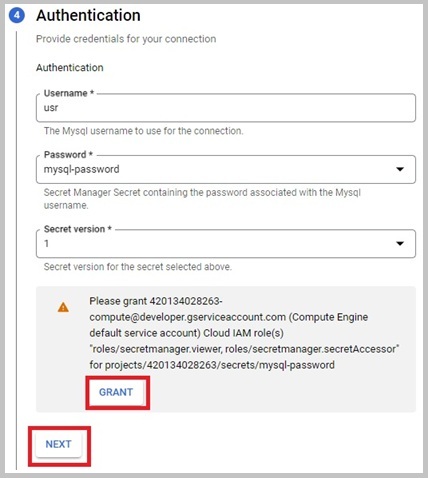 4 Authentication
Provide credentials for your connection
Authentication
Username *
usr
The Mysql username to use for the connection.
Password *
mysql-password
Secret Manager Secret containing the password associated with the Mysql
username.
Secret version *
1
Secret version for the secret selected above.
Please grant 420134028263-
compute@developer.gserviceaccount.com (Compute Engine
default service account) Cloud IAM role(s)
"roles/secretmanager.viewer, roles/secretmanager.secretAccessor"
for projects/420134028263/secrets/mysql-password
GRANT
NEXT